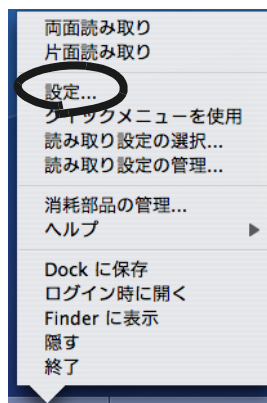 両面読み取り
片面読み取り
設定...
クイックメニューを使用
読み取り設定の選択...
読み取り設定の管理...
消耗部品の管理...
ヘルプ
Dock に保存
ログイン時に開く
Finder に表示
隠す
終了